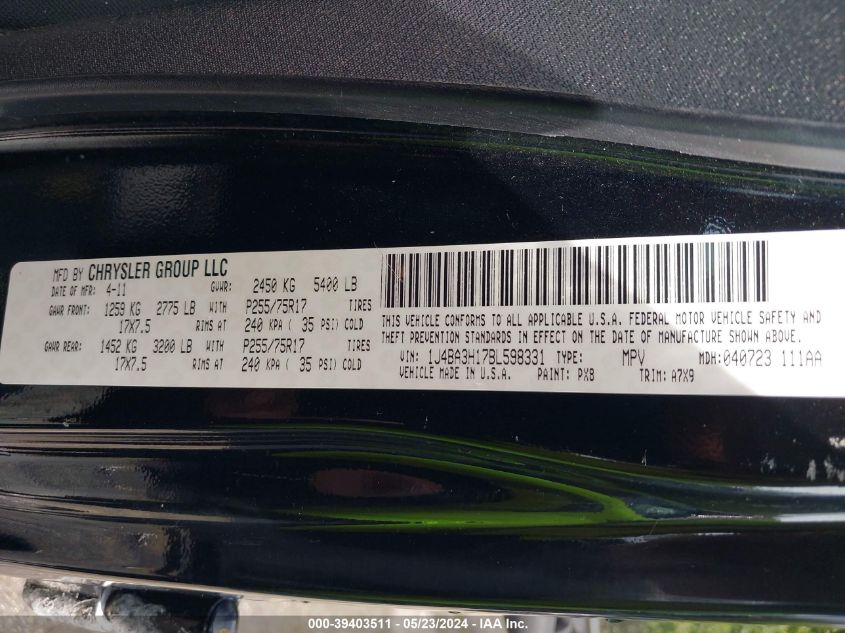 MFD BY CHRYSLER GROUP LLC
DATE OF MFR: 4-11 GVWR: 2450 KG 5400 LB
GAWR FRONT: 1259 KG 2775 LB WITH P255/75R17 TIRES
17X7.5 RIMS AT 240 KPA ( 35 PSI) COLD
GAWR REAR: 1452 KG 3200 LB WITH P255/75R17 TIRES
17X7.5 RIMS AT 240 KPA ( 35 PSI) COLD
THIS VEHICLE CONFORMS TO ALL APPLICABLE U.S.A. FEDERAL MOTOR VEHICLE SAFETY AND
THEFT PREVENTION STANDARDS IN EFFECT ON THE DATE OF MANUFACTURE SHOWN ABOVE.
VIN: 1J4BA3H17BL598331 TYPE: MPV MDH: 040723 111AA
VEHICLE MADE IN U.S.A. PAINT: PX8 TRIM: A7X9
000-39403511 - 05/23/2024 - IAA Inc.